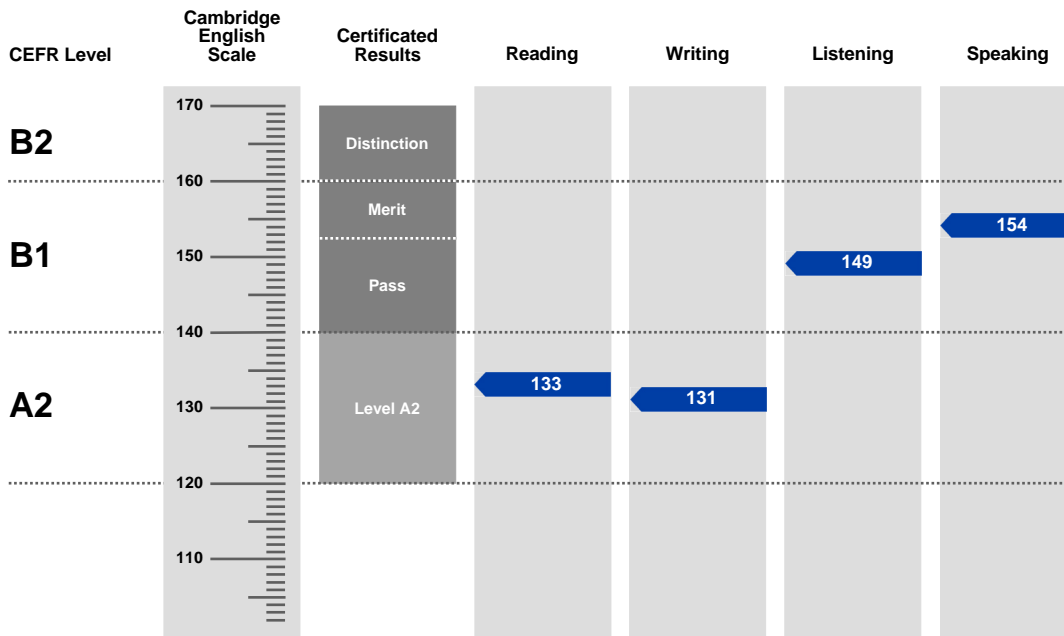 CEFR Level
Cambridge
English
Scale
Certificated
Results
Reading
Writing
Listening
Speaking
170
B2
Distinction
160
Merit
154
B1
150
149
Pass
140
133
131
A2
130
Level A2
120
110